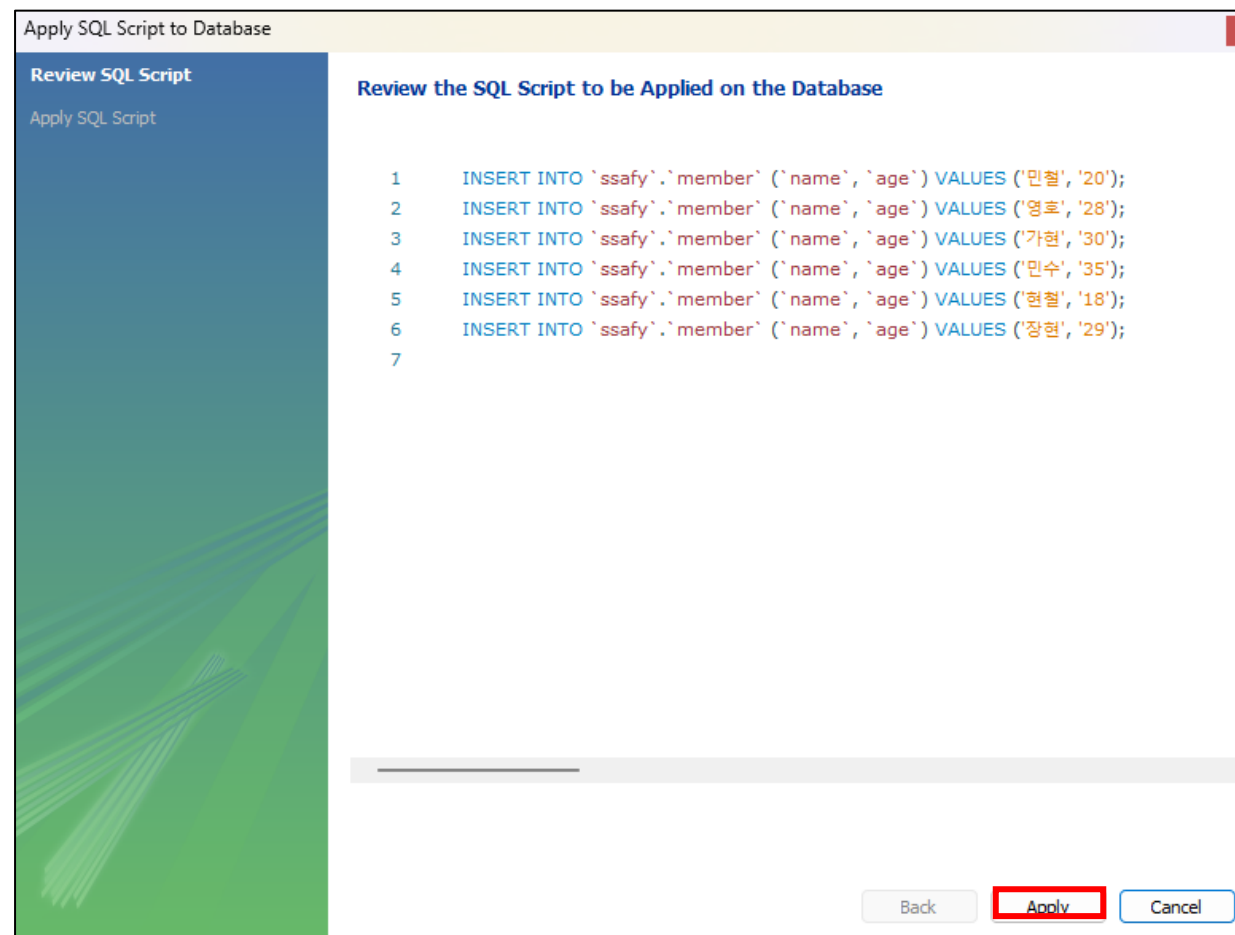 Apply SQL Script to Database
Review SQL Script
Apply SQL Script
Review the SQL Script to be Applied on the Database
1 INSERT INTO `ssafy`.`member` (`name`, `age`) VALUES ('민철', '20');
2 INSERT INTO `ssafy`.`member` (`name`, `age`) VALUES ('영호', '28');
3 INSERT INTO `ssafy`.`member` (`name`, `age`) VALUES ('가현', '30');
4 INSERT INTO `ssafy`.`member` (`name`, `age`) VALUES ('민수', '35');
5 INSERT INTO `ssafy`.`member` (`name`, `age`) VALUES ('현철', '18');
6 INSERT INTO `ssafy`.`member` (`name`, `age`) VALUES ('장현', '29');
7
Back Apply Cancel